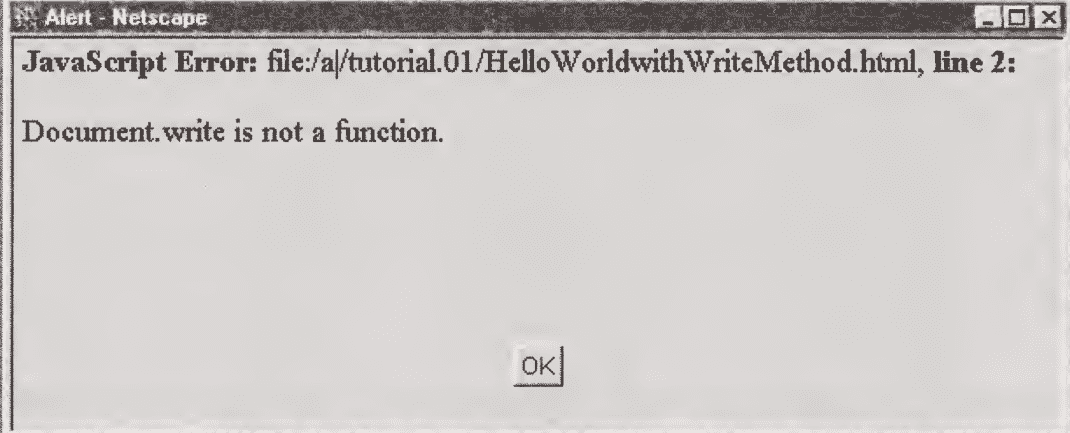 Alert - Netscape
JavaScript Error: file:/a|/tutorial.01/HelloWorldwithWriteMethod.html, line 2:
Document.write is not a function.
OK